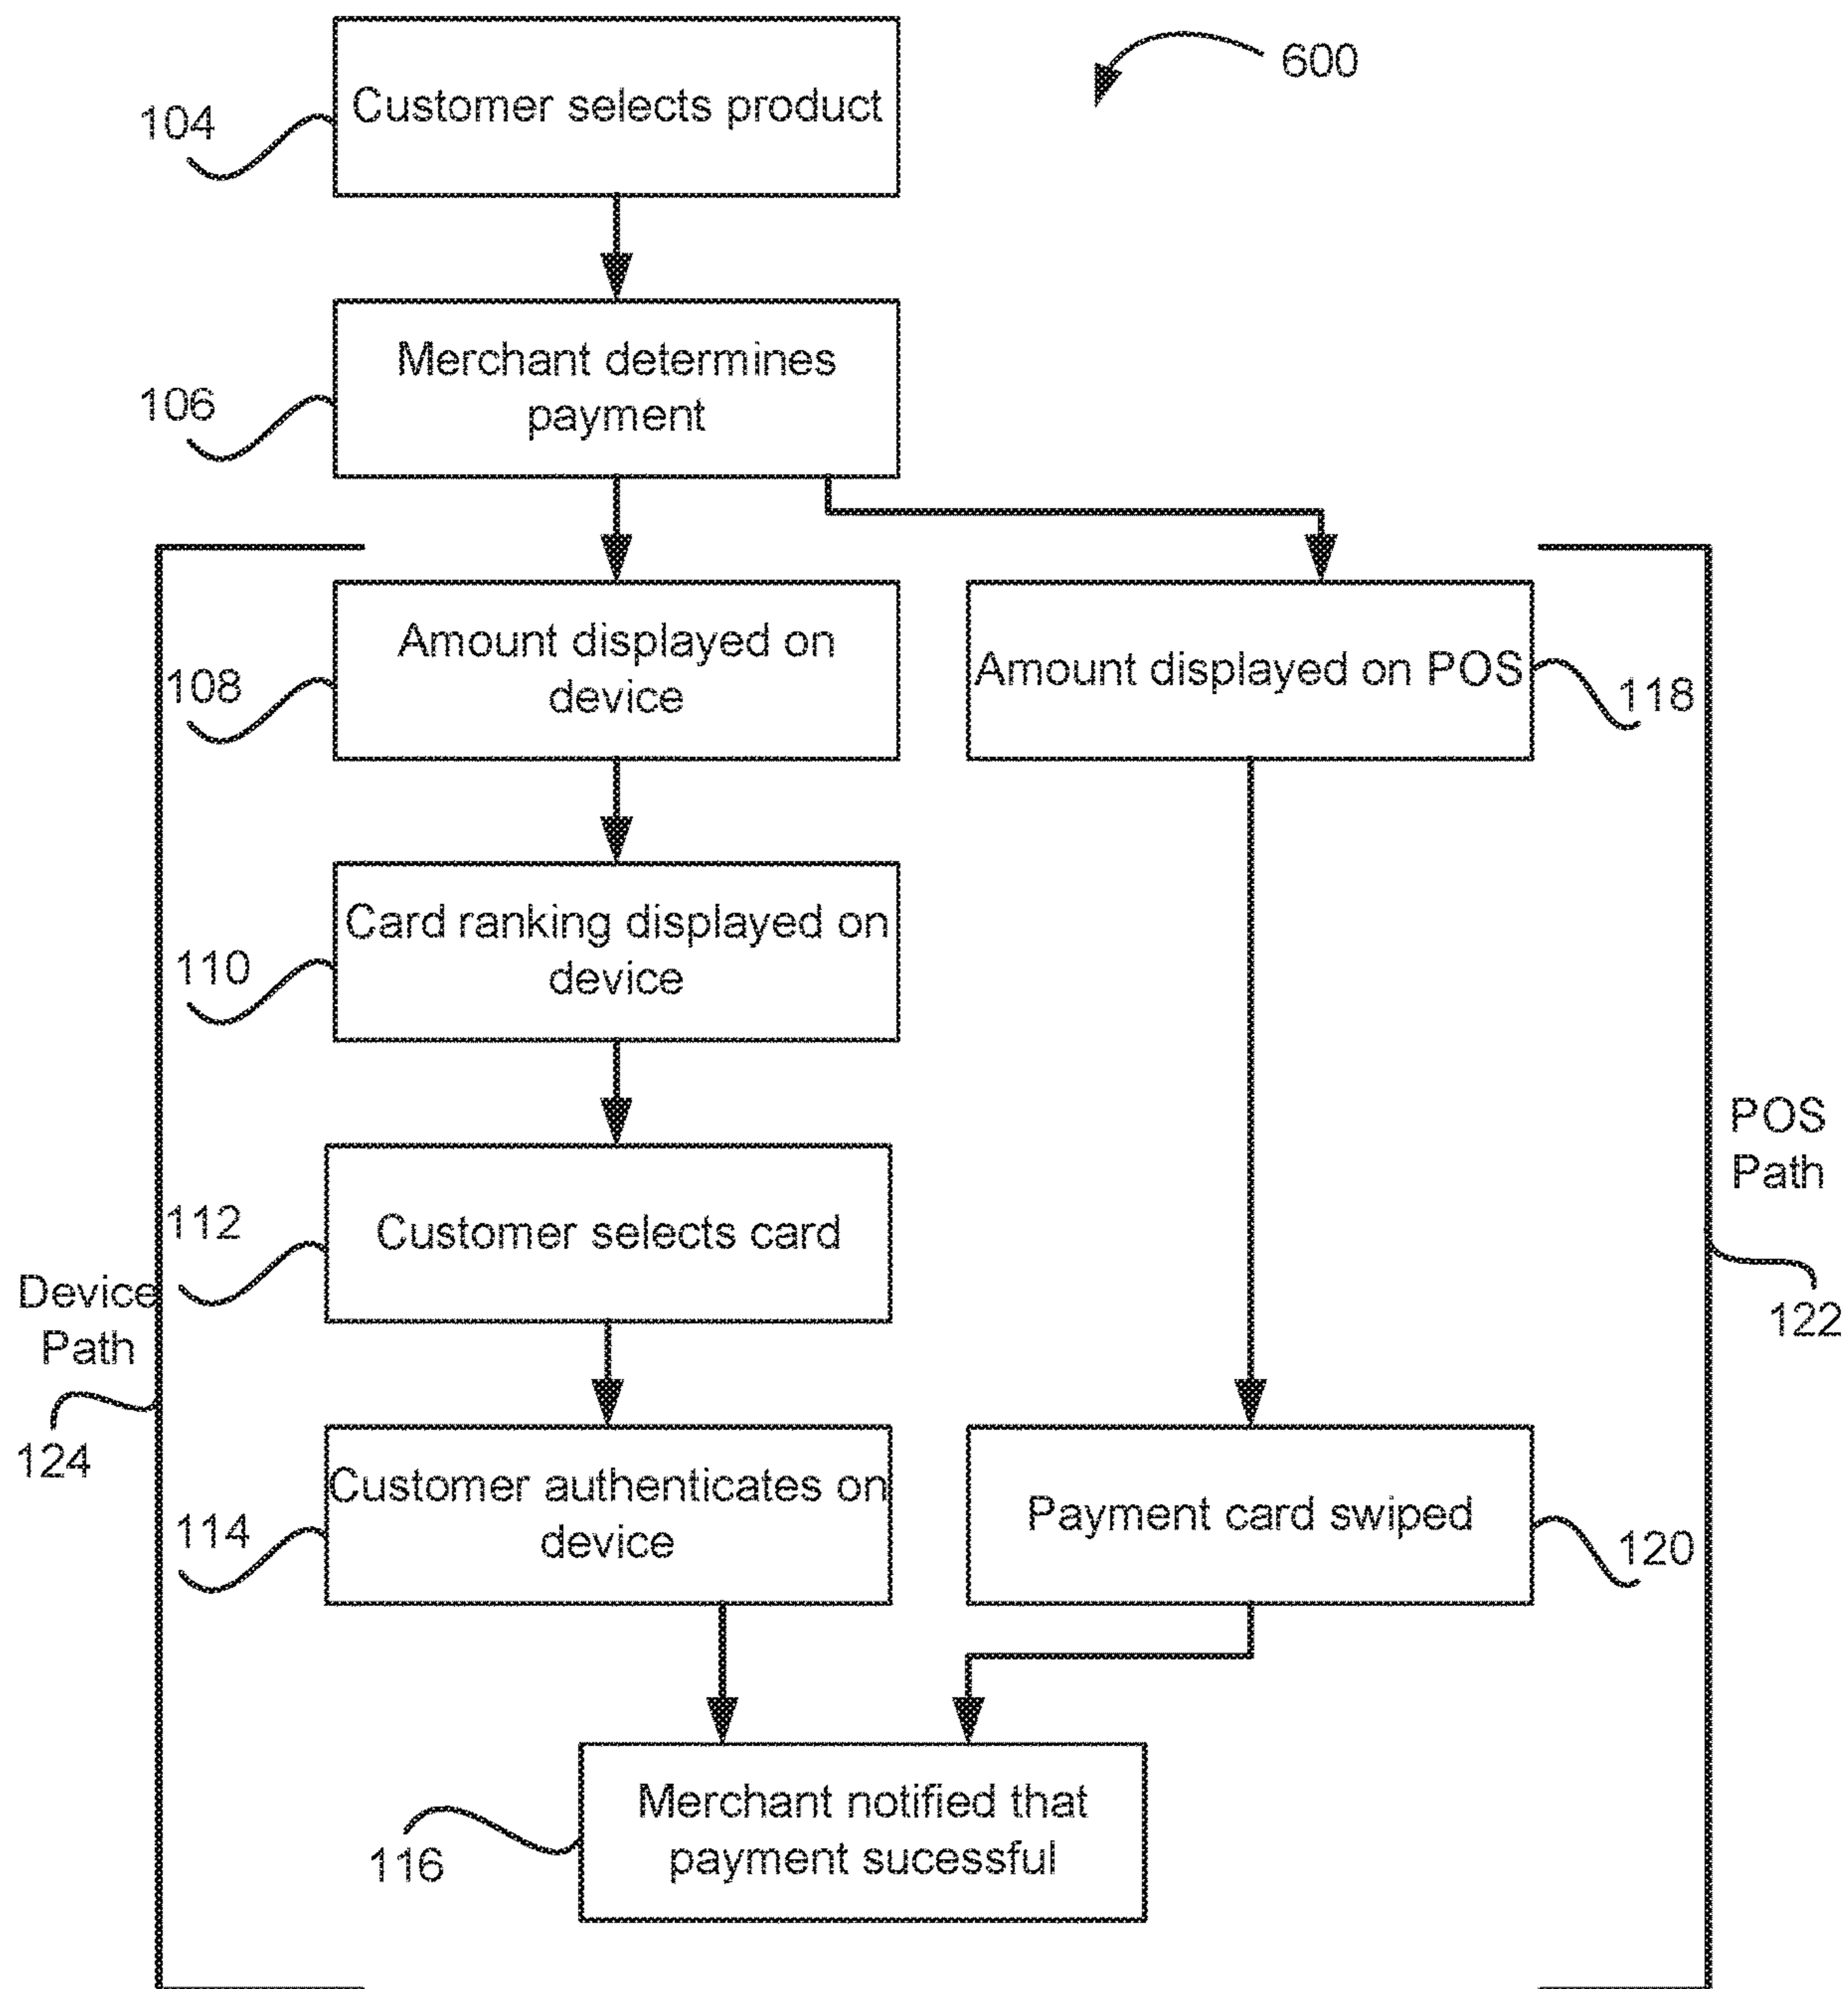 600
Customer selects product
104
Merchant determines
payment
106
Amount displayed on
device
108
Amount displayed on POS
118
Card ranking displayed on
device
110
POS
Path
122
Customer selects card
112
Device
Path
124
Customer authenticates on
device
114
Payment card swiped
120
Merchant notified that
payment sucessful
116